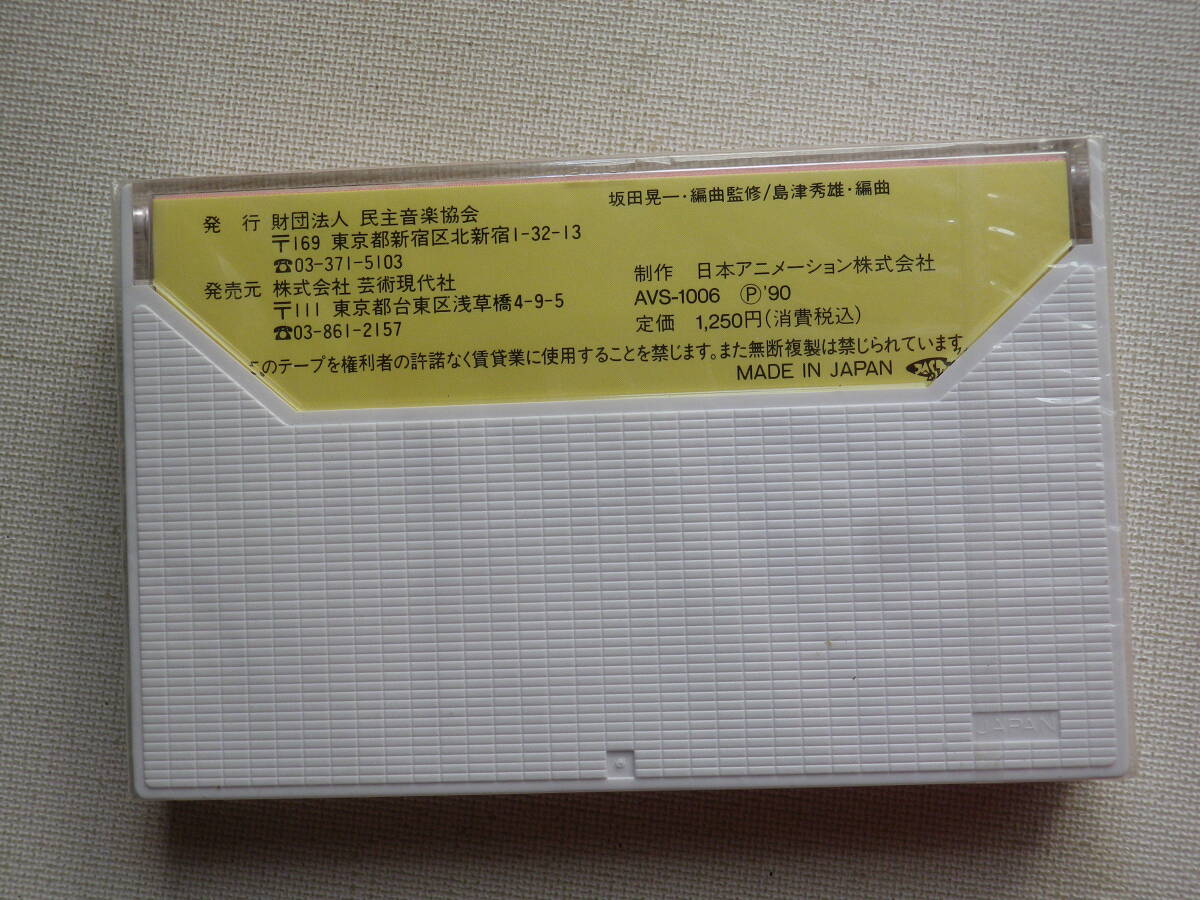 坂田晃一・編曲監修/島津秀雄・編曲
発 行 財団法人 民主音楽協会
〒169 東京都新宿区北新宿1-32-13
☎03-371-5103
発売元 株式会社 芸術現代社
〒111 東京都台東区浅草橋4-9-5
☎03-861-2157
制作 日本アニメーション株式会社
AVS-1006 Ⓟ'90
定価 1,250円(消費税込)
このテープを権利者の許諾なく賃貸業に使用することを禁じます。また無断複製は禁じられています。
MADE IN JAPAN
JAPAN